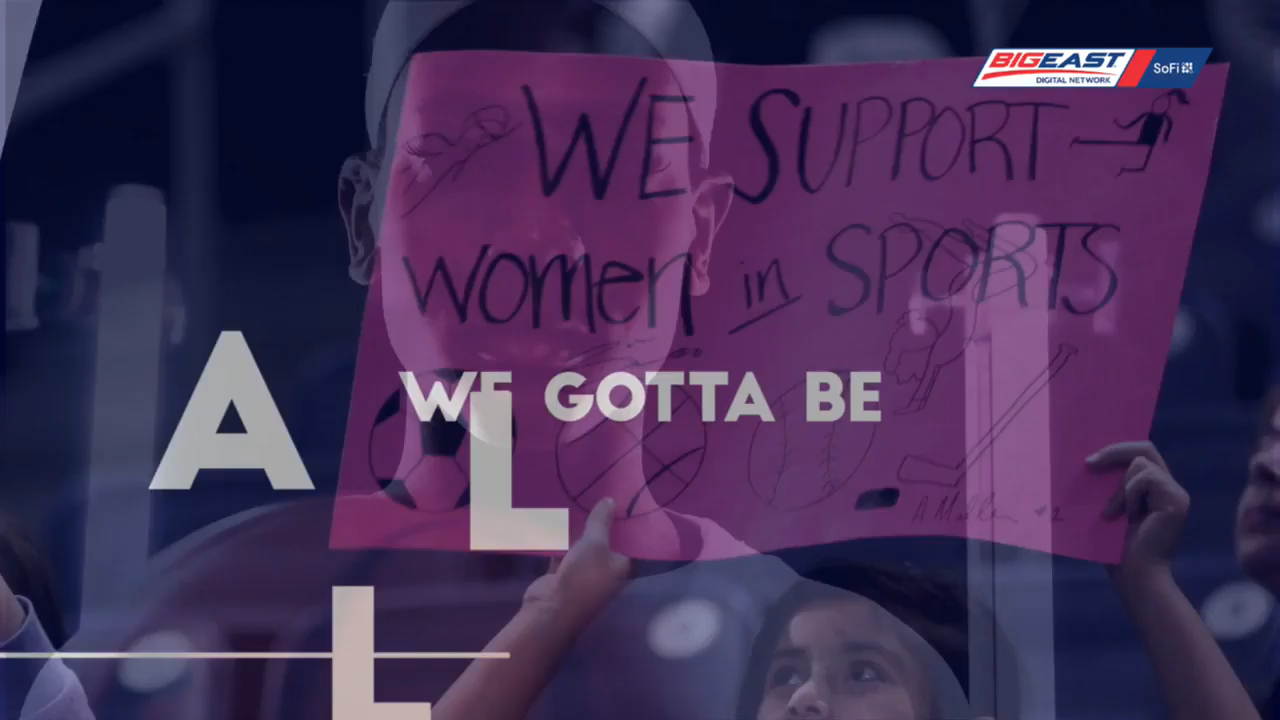 BIGEAST
DIGITAL NETWORK
SoFi
WE SUPPORT
women in SPORTS
WE GOTTA BE
A
L
L